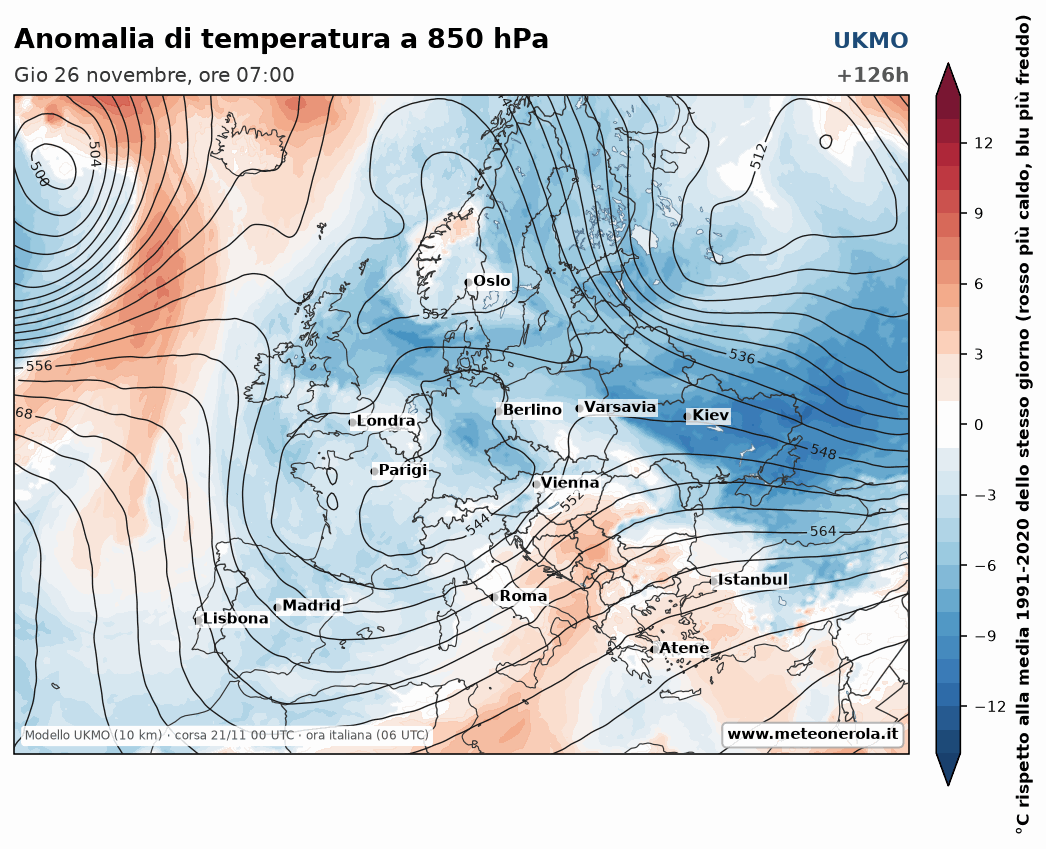 Anomalia di temperatura a 850 hPa
UKMO
Gio 26 novembre, ore 07:00
+126h
504
500
512
Oslo
552
556
536
68
Londra
Berlino
Varsavia
Kiev
548
Parigi
Vienna
552
544
564
Istanbul
Roma
Madrid
Lisbona
Atene
Modello UKMO (10 km) · corsa 21/11 00 UTC · ora italiana (06 UTC)
www.meteonerola.it
12
9
6
3
0
−3
−6
−9
−12
°C rispetto alla media 1991-2020 dello stesso giorno (rosso più caldo, blu più freddo)